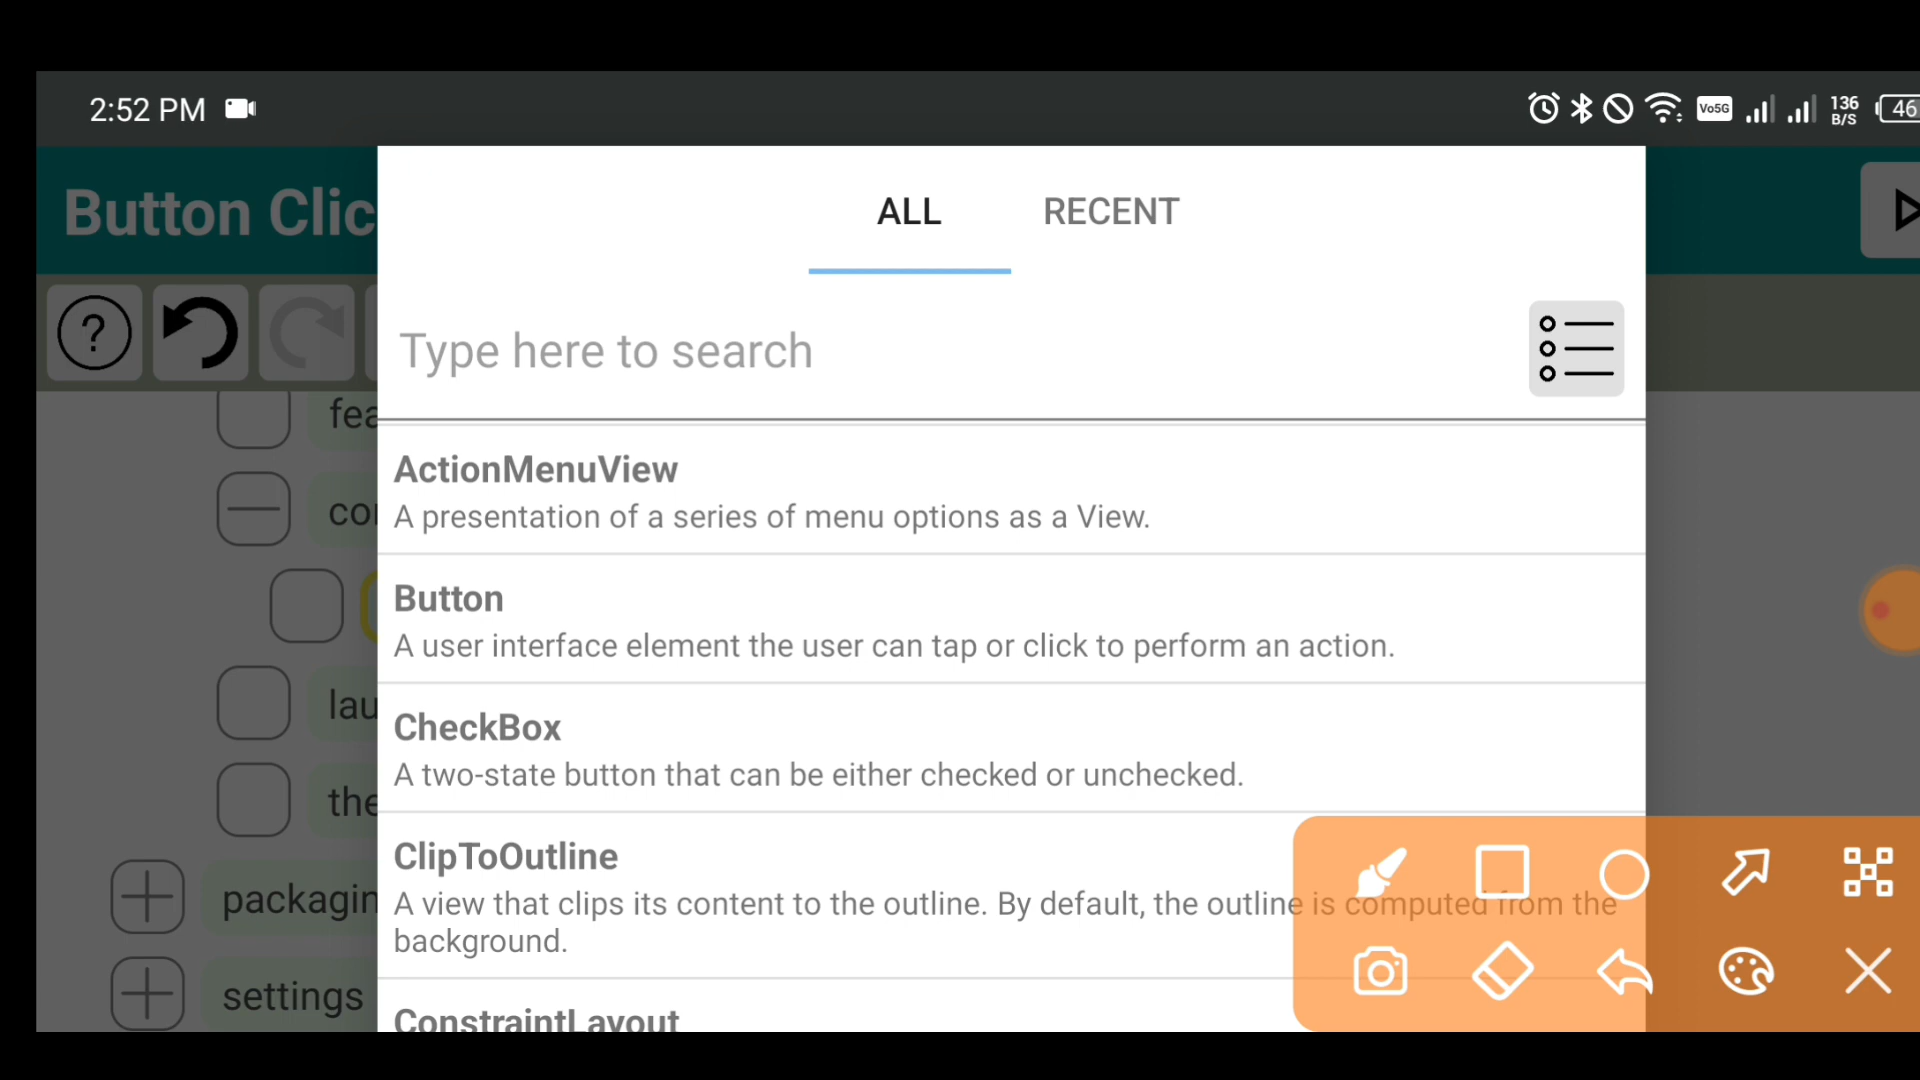 2:52 PM
Vo5G
136
B/S
46
Button Clic
ALL
RECENT
?
Type here to search
fea
ActionMenuView
A presentation of a series of menu options as a View.
Button
A user interface element the user can tap or click to perform an action.
lau
CheckBox
A two-state button that can be either checked or unchecked.
the
ClipToOutline
packagin
A view that clips its content to the outline. By default, the outline is computed from the
background.
settings
ConstraintLayout